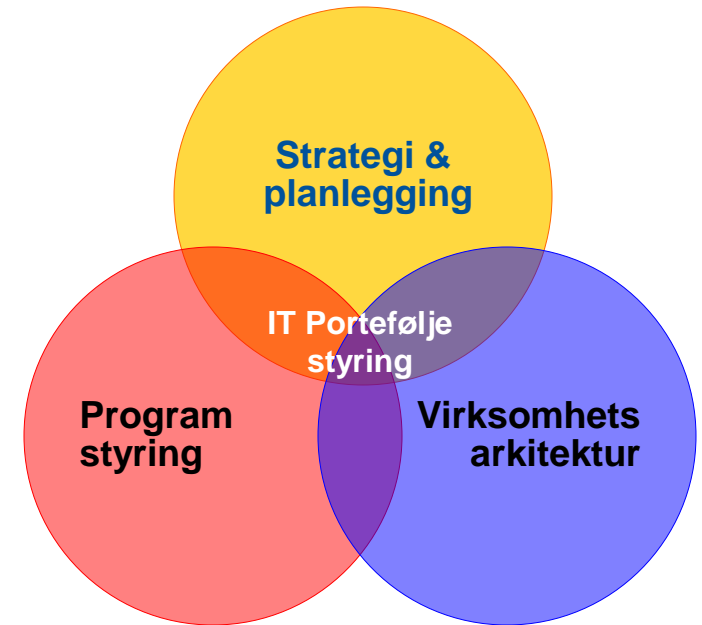 Strategi &
planlegging
IT Portefølje
styring
Program
styring
Virksomhets
arkitektur